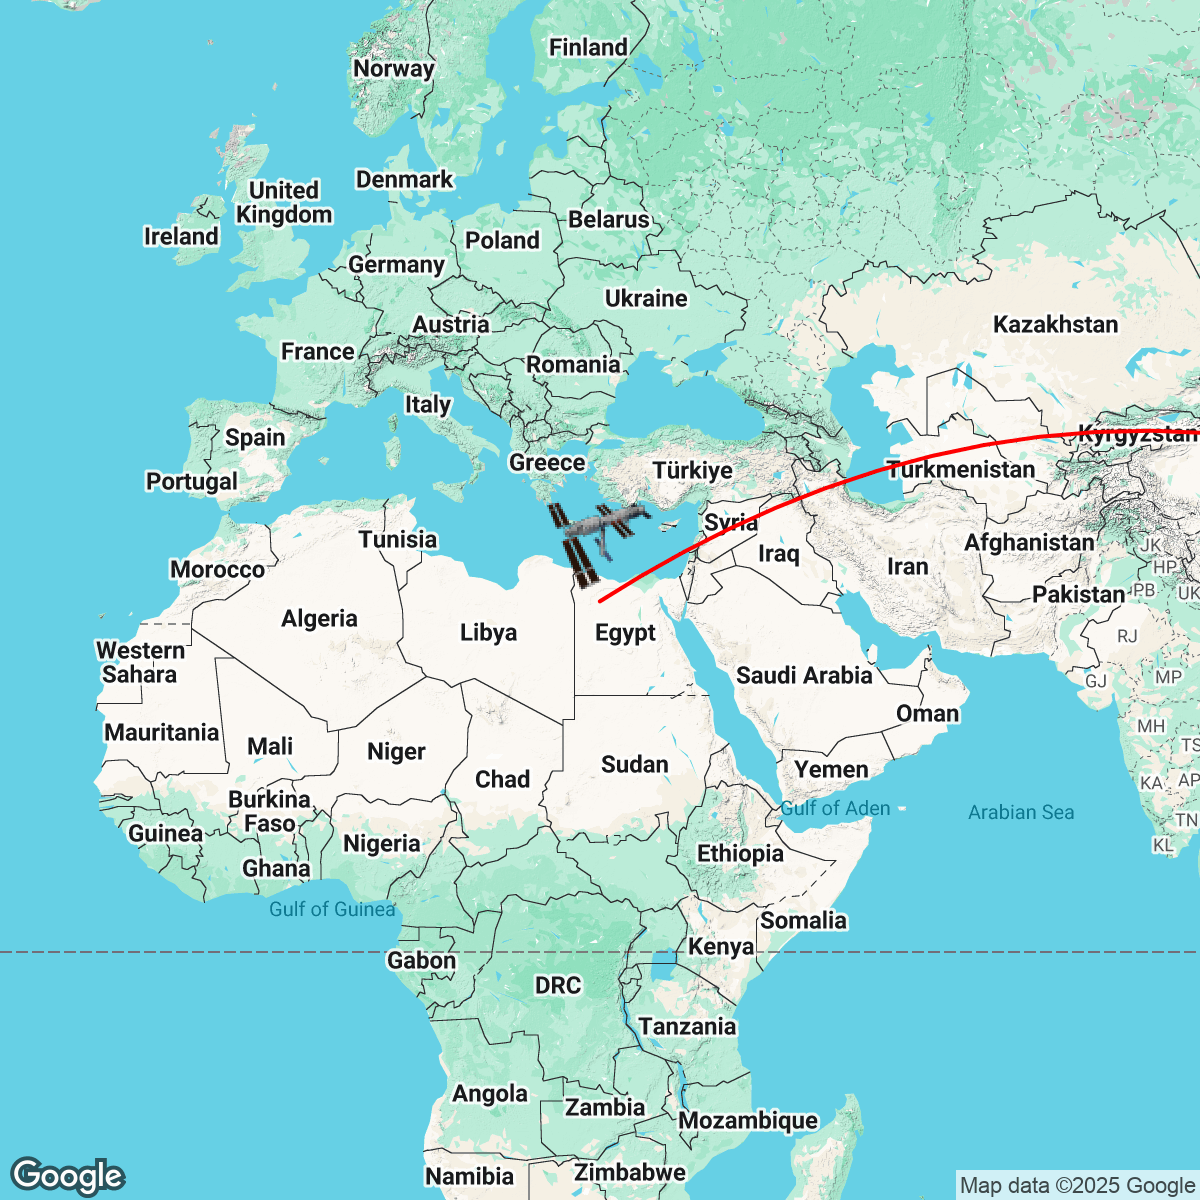 Finland
Norway
Denmark
United
Kingdom
Ireland
Belarus
Poland
Germany
Ukraine
Austria
Kazakhstan
France
Romania
Italy
Spain
Kyrgyzstan
Greece
Türkiye
Turkmenistan
Portugal
Syria
Tunisia
Afghanistan
JK
Iraq
Iran
HP
Morocco
Pakistan
PB
UK
Algeria
Libya
Egypt
RJ
Western
Sahara
Saudi Arabia
GJ
MP
Oman
Mauritania
MH
Mali
Niger
TS
Sudan
Yemen
Chad
KA
AP
Burkina
Faso
Gulf of Aden
Arabian Sea
TN
Guinea
Nigeria
KL
Ethiopia
Ghana
Gulf of Guinea
Somalia
Kenya
Gabon
DRC
Tanzania
Angola
Zambia
Mozambique
Namibia
Zimbabwe
Google
Map data ©2025 Google